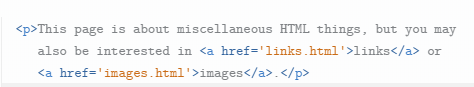 <p>This page is about miscellaneous HTML things, but you may
also be interested in <a href='links.html'>links</a> or
<a href='images.html'>images</a>.</p>